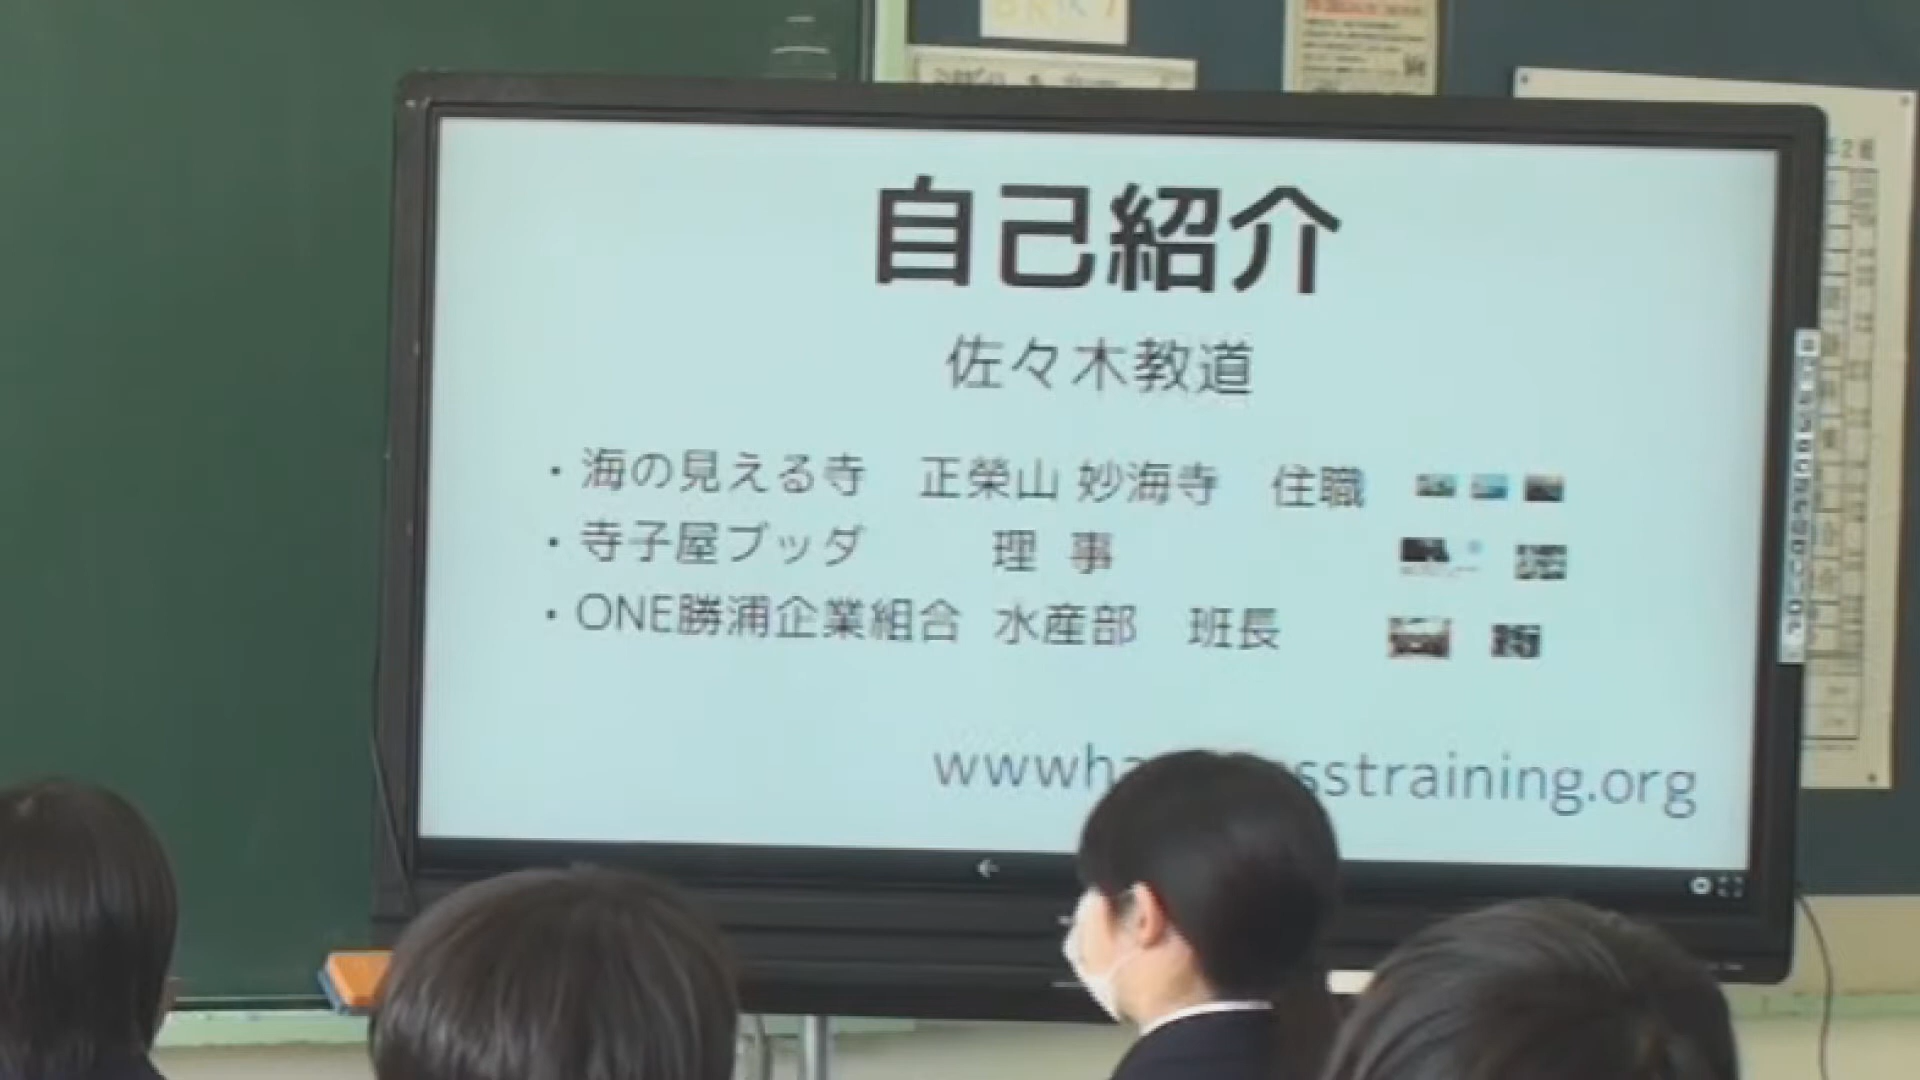 自己紹介
佐々木教道
・海の見える寺 正榮山 妙海寺 住職
・寺子屋ブッダ 理 事
・ONE勝浦企業組合 水産部 班長
sstraining.org